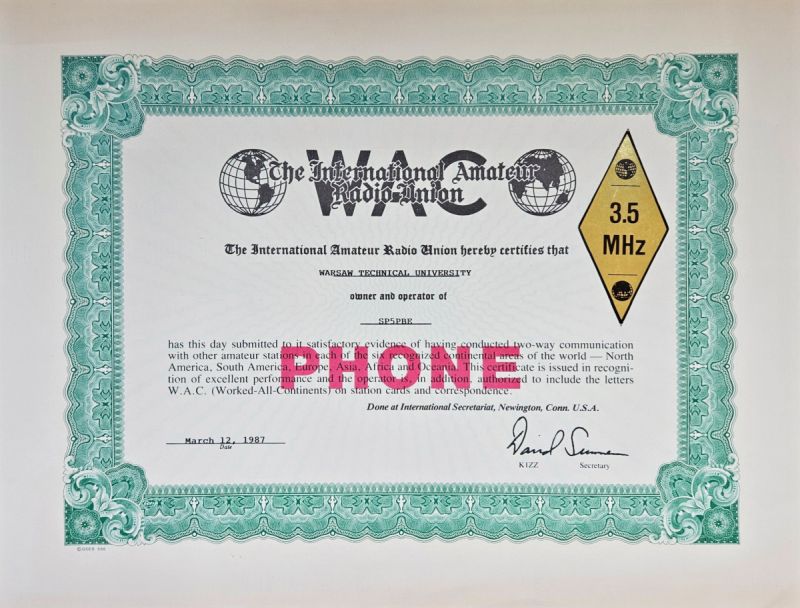 WAC
The International Amateur
Radio Union
3.5
MHz
The International Amateur Radio Union hereby certifies that
WARSAW TECHNICAL UNIVERSITY
owner and operator of
SP5PBE
has this day submitted to it satisfactory evidence of having conducted two-way communication
with other amateur stations in each of the six recognized continental areas of the world — North
America, South America, Europe, Asia, Africa and Oceania. This certificate is issued in recogni-
tion of excellent performance and the station authorized to include the letters
W.A.C. (Worked-All-Continents) on station cards and correspondence.
PHONE
Done at International Secretariat, Newington, Conn. U.S.A.
March 12, 1987
Date
David Sumner
K1ZZ Secretary